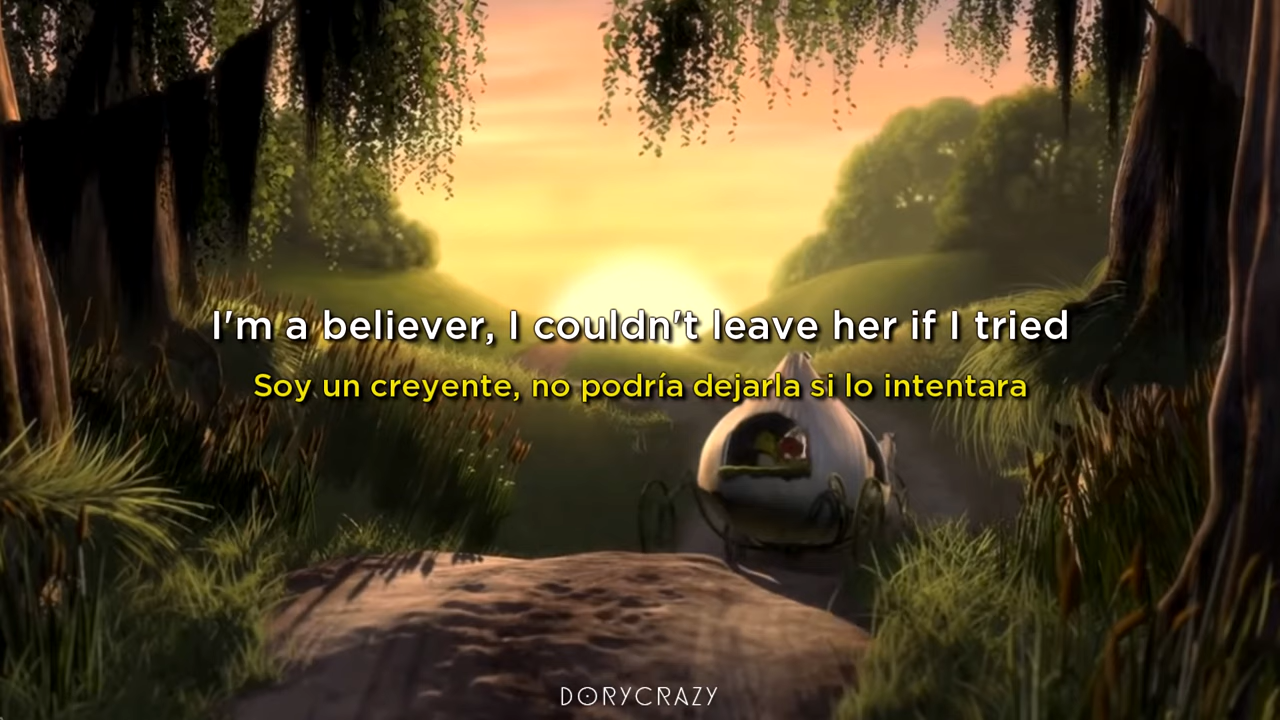 I'm a believer, I couldn't leave her if I tried
Soy un creyente, no podría dejarla si lo intentara
DORYCRAZY